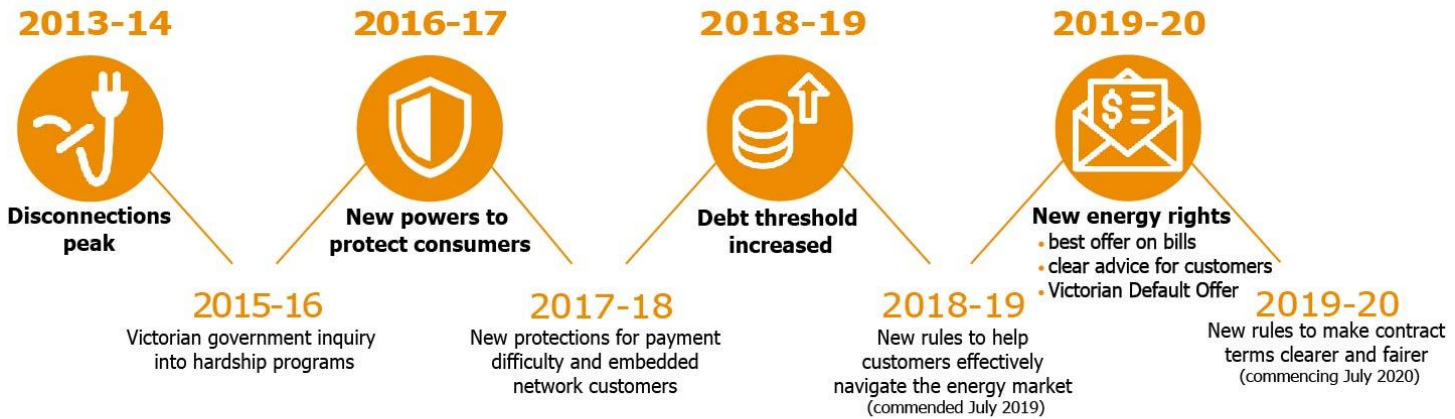 2013-14
Disconnections
peak
2015-16
Victorian government inquiry
into hardship programs
2016-17
New powers to
protect consumers
2017-18
New protections for payment
difficulty and embedded
network customers
2018-19
Debt threshold
increased
2018-19
New rules to help
customers effectively
navigate the energy market
(commended July 2019)
2019-20
$
New energy rights
• best offer on bills
• clear advice for customers
• Victorian Default Offer
2019-20
New rules to make contract
terms clearer and fairer
(commencing July 2020)